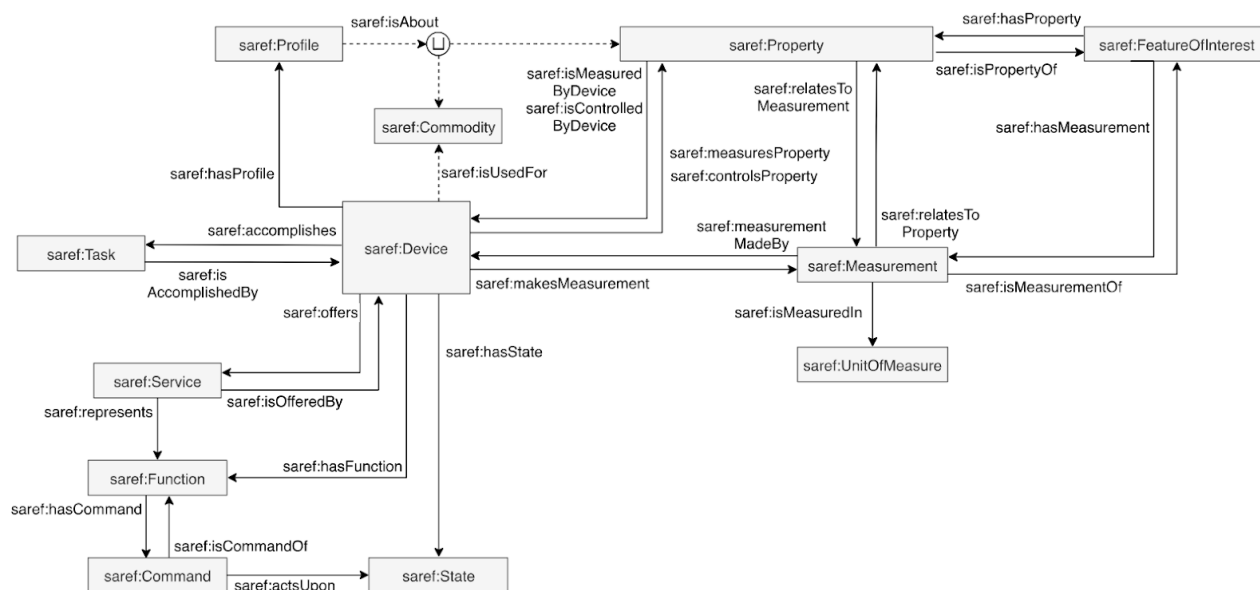 saref:isAbout
saref:hasProperty
saref:Profile
⊔
saref:Property
saref:FeatureOfInterest
saref:isPropertyOf
saref:isMeasured
ByDevice
saref:isControlled
ByDevice
saref:relatesTo
Measurement
saref:Commodity
saref:hasMeasurement
saref:measuresProperty
saref:controlsProperty
saref:hasProfile
saref:isUsedFor
saref:accomplishes
saref:measurement
MadeBy
saref:relatesTo
Property
saref:Task
saref:Device
saref:Measurement
saref:is
AccomplishedBy
saref:makesMeasurement
saref:isMeasurementOf
saref:offers
saref:isMeasuredIn
saref:hasState
saref:UnitOfMeasure
saref:Service
saref:isOfferedBy
saref:represents
saref:hasFunction
saref:Function
saref:hasCommand
saref:isCommandOf
saref:Command
saref:actsUpon
saref:State